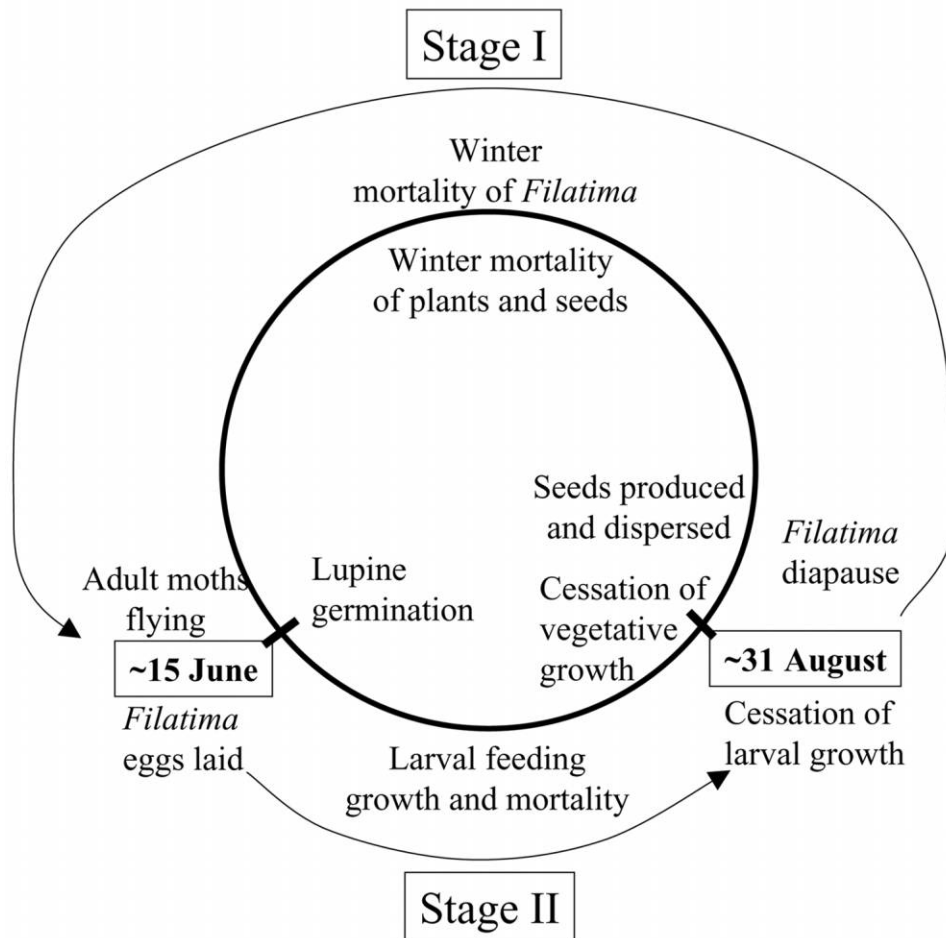 Stage I
Winter
mortality of Filatima
Winter mortality
of plants and seeds
Seeds produced
and dispersed
Filatima
diapause
Adult moths
flying
Lupine
germination
Cessation of
vegetative
growth
~15 June
~31 August
Filatima
eggs laid
Cessation of
larval growth
Larval feeding
growth and mortality
Stage II